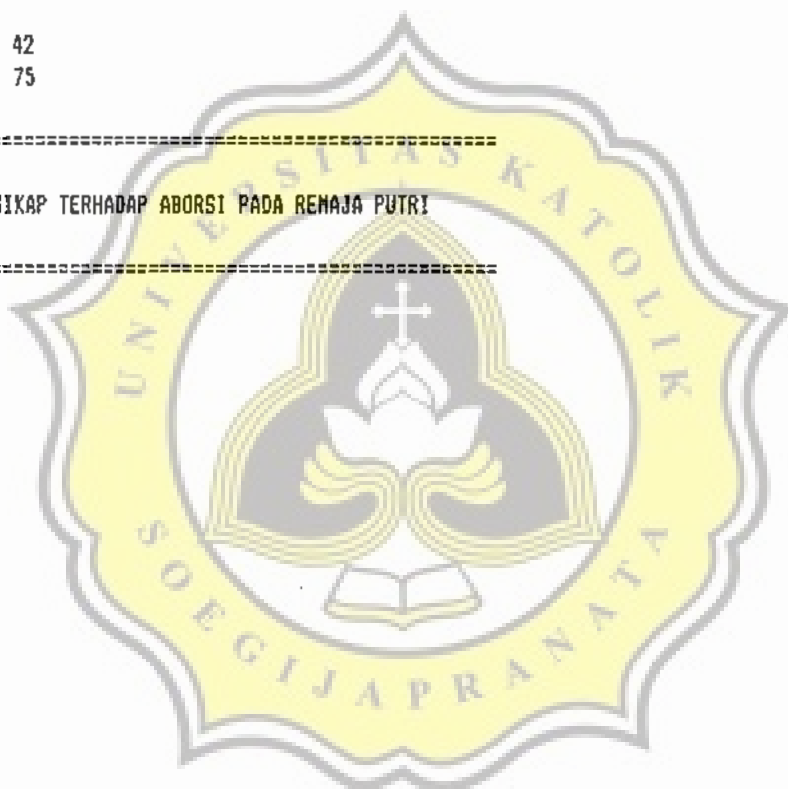 42
75
=====================================================
SIKAP TERHADAP ABORSI PADA REMAJA PUTRI
=====================================================
UNIVERSITAS KATOLIK
SOEGIJAPRANATA